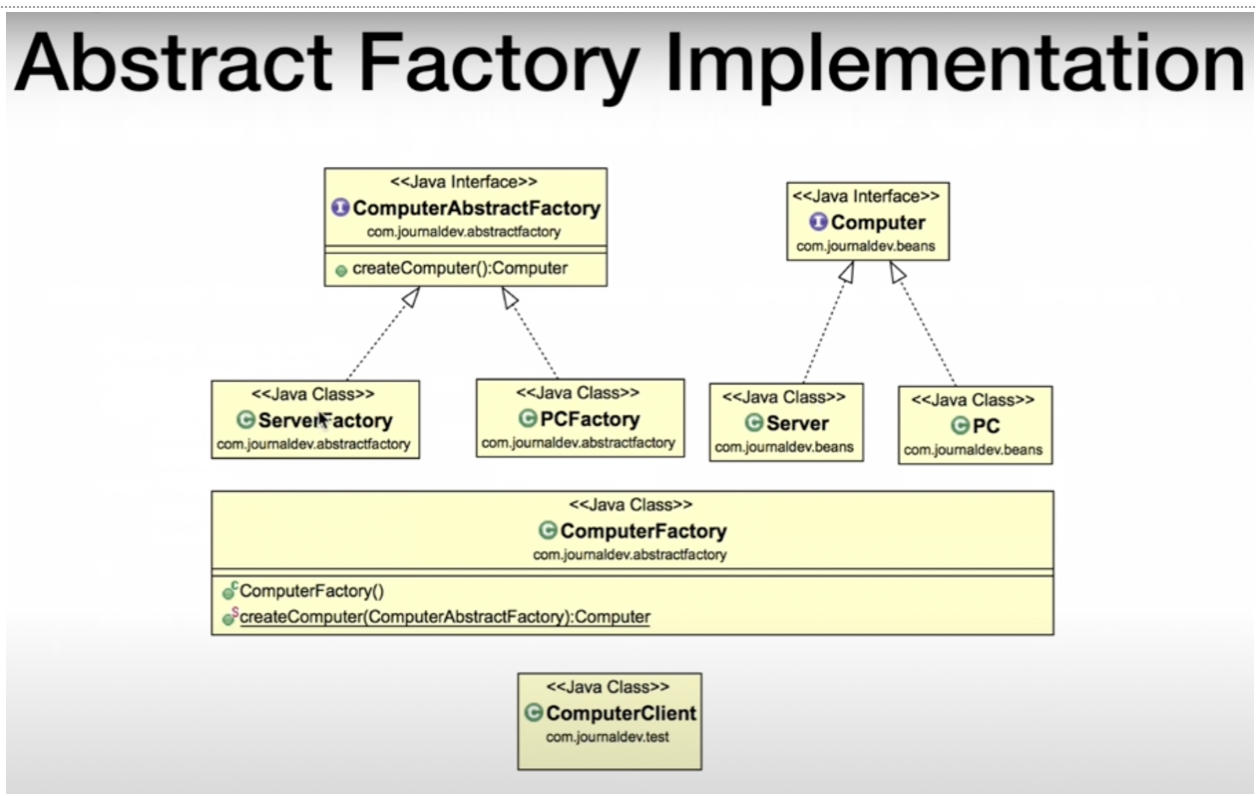 Abstract Factory Implementation
<<Java Interface>>
I ComputerAbstractFactory
com.journaldev.abstractfactory
createComputer():Computer
<<Java Interface>>
I Computer
com.journaldev.beans
<<Java Class>>
C ServerFactory
com.journaldev.abstractfactory
<<Java Class>>
C PCFactory
com.journaldev.abstractfactory
<<Java Class>>
C Server
com.journaldev.beans
<<Java Class>>
C PC
com.journaldev.beans
<<Java Class>>
C ComputerFactory
com.journaldev.abstractfactory
C ComputerFactory()
S createComputer(ComputerAbstractFactory):Computer
<<Java Class>>
C ComputerClient
com.journaldev.test